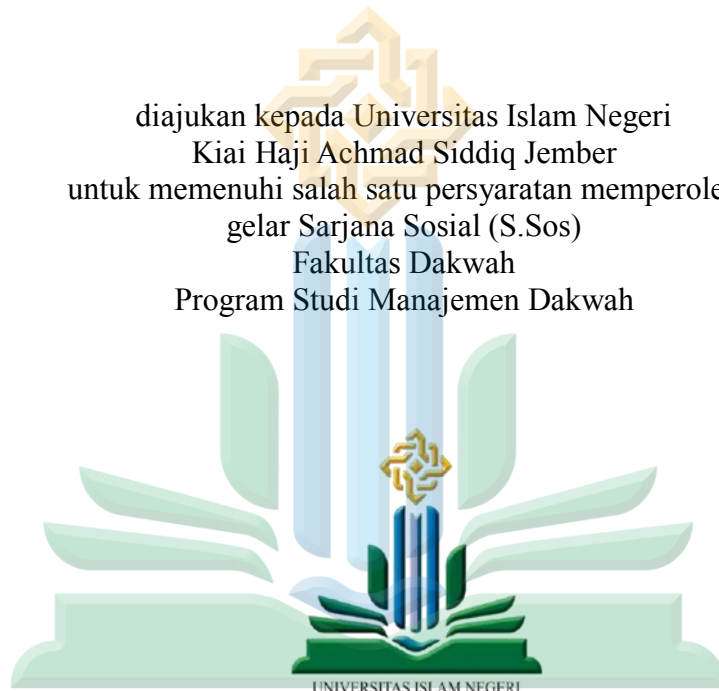 diajukan kepada Universitas Islam Negeri
Kiai Haji Achmad Siddiq Jember
untuk memenuhi salah satu persyaratan memperole
gelar Sarjana Sosial (S.Sos)
Fakultas Dakwah
Program Studi Manajemen Dakwah
UNIVERSITAS ISLAM NEGERI